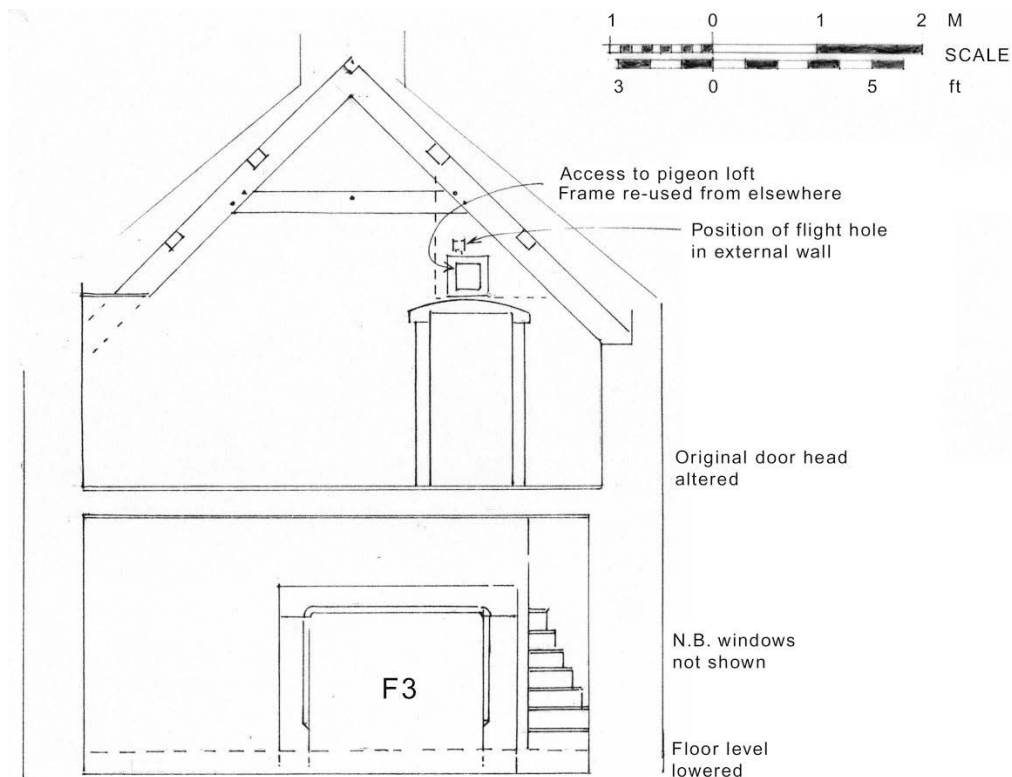 1 0 1 2 M
SCALE
3 0 5 ft
Access to pigeon loft
Frame re-used from elsewhere
Position of flight hole
in external wall
Original door head
altered
N.B. windows
not shown
F3
Floor level
lowered